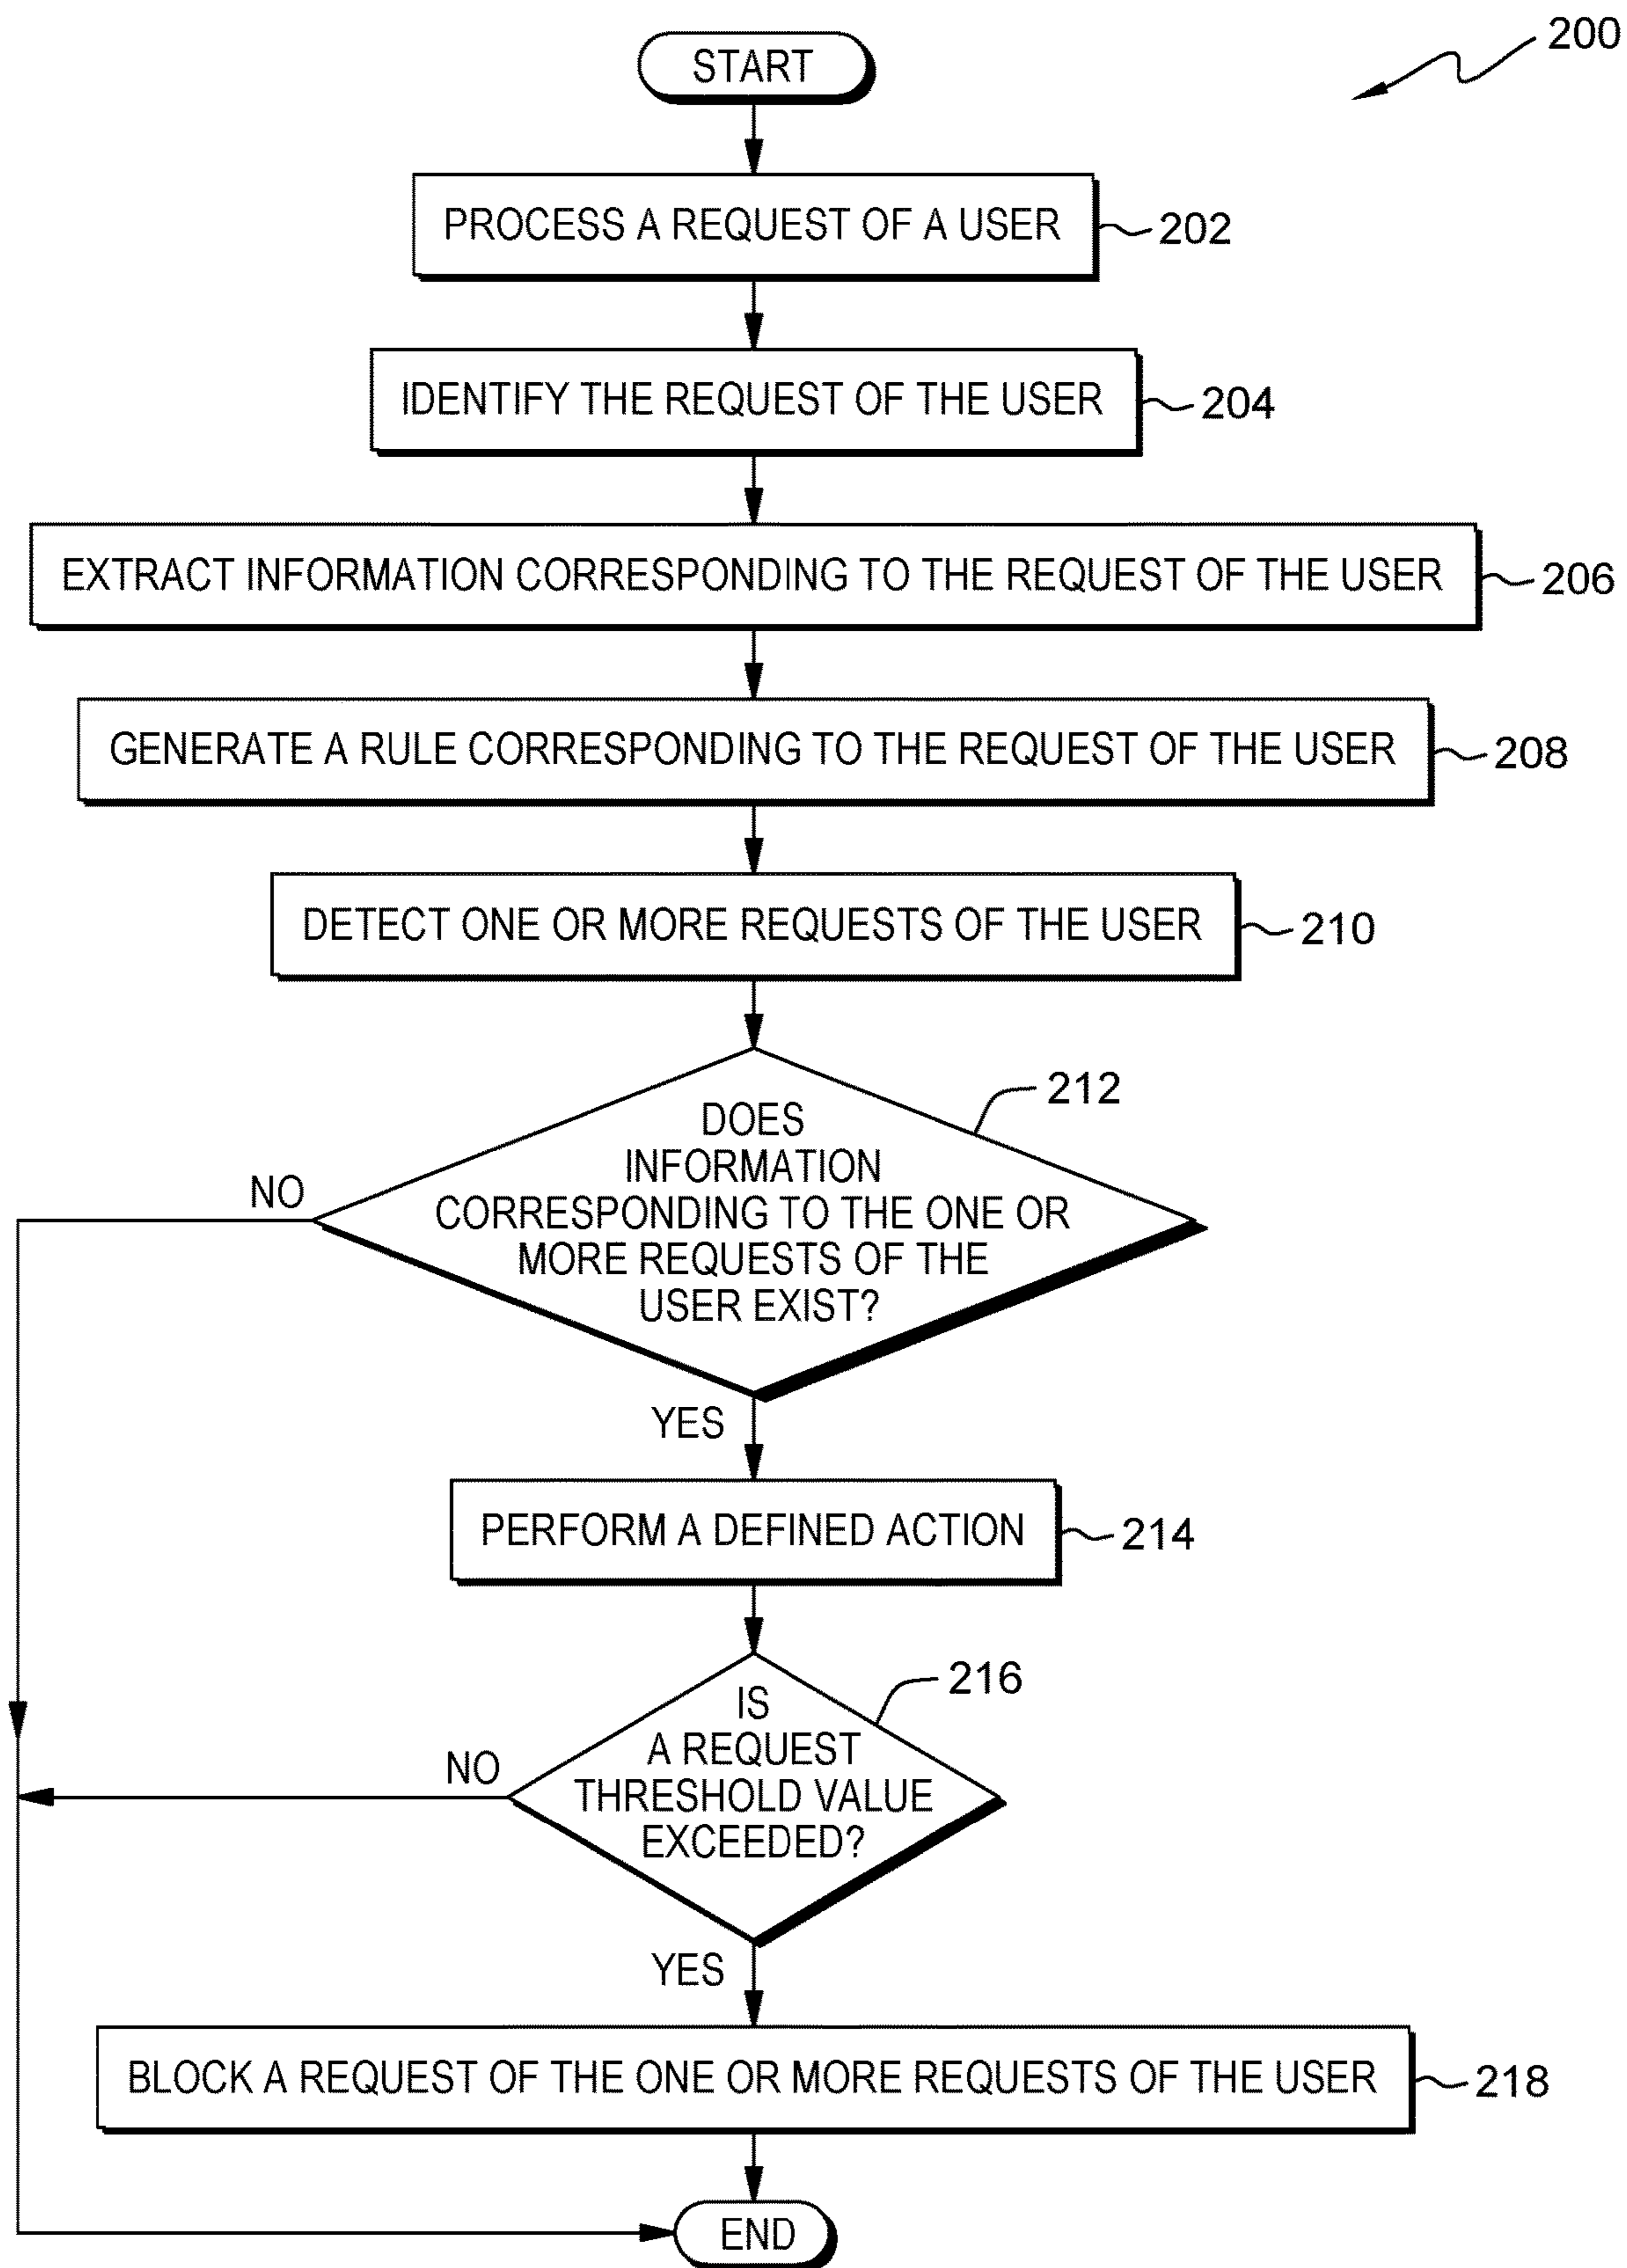 200
START
PROCESS A REQUEST OF A USER
202
IDENTIFY THE REQUEST OF THE USER
204
EXTRACT INFORMATION CORRESPONDING TO THE REQUEST OF THE USER
206
GENERATE A RULE CORRESPONDING TO THE REQUEST OF THE USER
208
DETECT ONE OR MORE REQUESTS OF THE USER
210
212
DOES
INFORMATION
CORRESPONDING TO THE ONE OR
MORE REQUESTS OF THE
USER EXIST?
NO
YES
PERFORM A DEFINED ACTION
214
216
IS
A REQUEST
THRESHOLD VALUE
EXCEEDED?
NO
YES
BLOCK A REQUEST OF THE ONE OR MORE REQUESTS OF THE USER
218
END